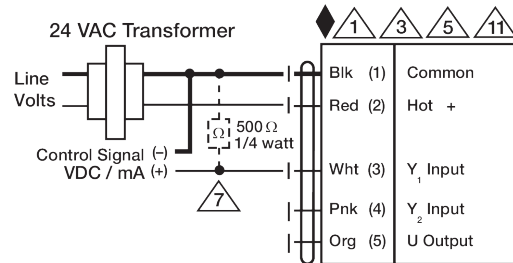 24 VAC Transformer
1 3 5 11
Line
Volts
Blk (1) Common
Red (2) Hot +
Ω 500 Ω
1/4 watt
Control Signal (–)
VDC / mA (+)
7
Wht (3) Y1 Input
Pnk (4) Y2 Input
Org (5) U Output